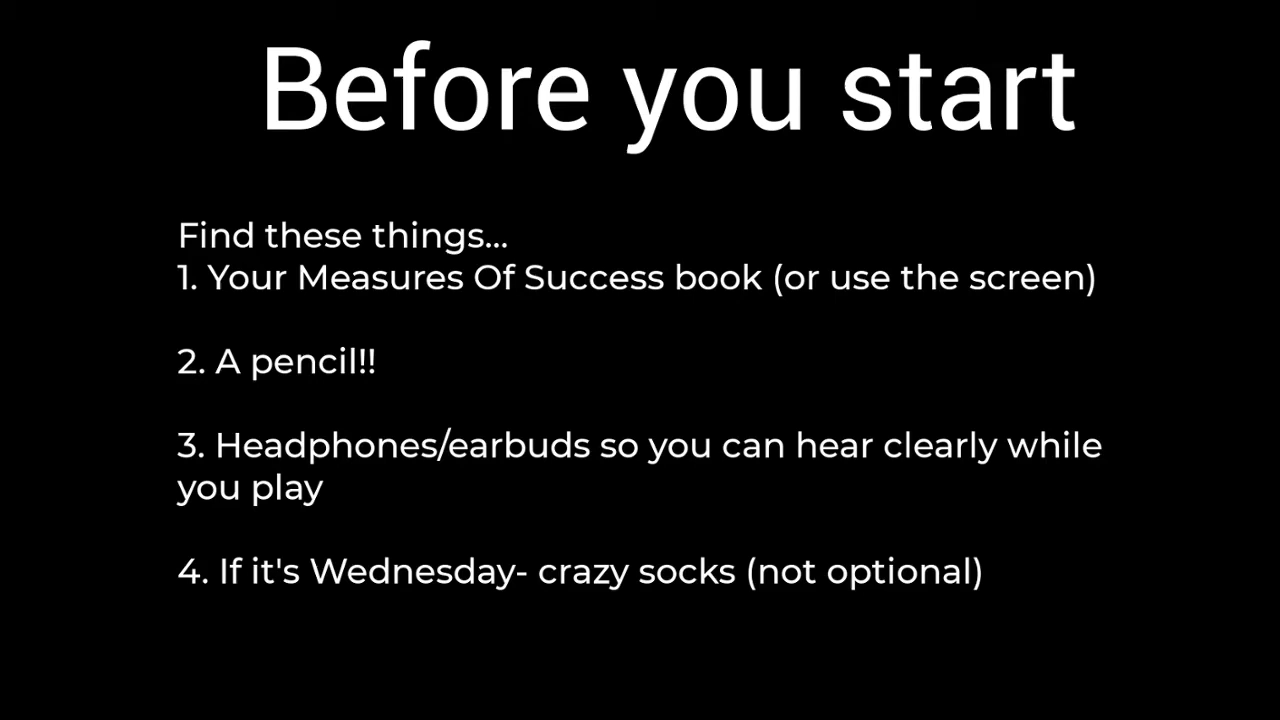 Before you start
Find these things...
1. Your Measures Of Success book (or use the screen)
2. A pencil!!
3. Headphones/earbuds so you can hear clearly while
you play
4. If it's Wednesday- crazy socks (not optional)